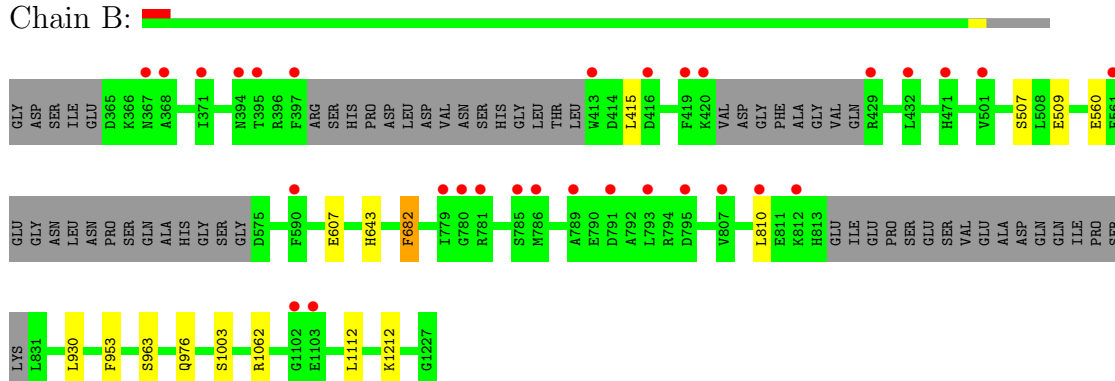 Chain B:
GLY ASP SER ILE GLU D365 K366 N367 A368 I371 N394 T395 R396 F397 ARG SER HIS PRO ASP LEU ASP VAL ASN SER HIS GLY LEU THR LEU W413 D414 L415 D416 F419 K420 VAL ASP GLY PHE ALA GLY VAL GLN R429 L432 H471 V501 S507 L508 E509 E560 E561
GLU GLY ASN LEU ASN PRO SER GLN ALA HIS GLY SER GLY D575 F590 E607 H643 F682 I779 G780 R781 S785 M786 A789 E790 D791 A792 L793 R794 D795 V807 L810 E811 K812 H813 GLU ILE GLU PRO SER GLU SER VAL GLU ALA ASP GLN GLN ILE PRO SER
LYS L831 L930 F953 S963 Q976 S1003 R1062 G1102 E1103 L1112 K1212 G1227